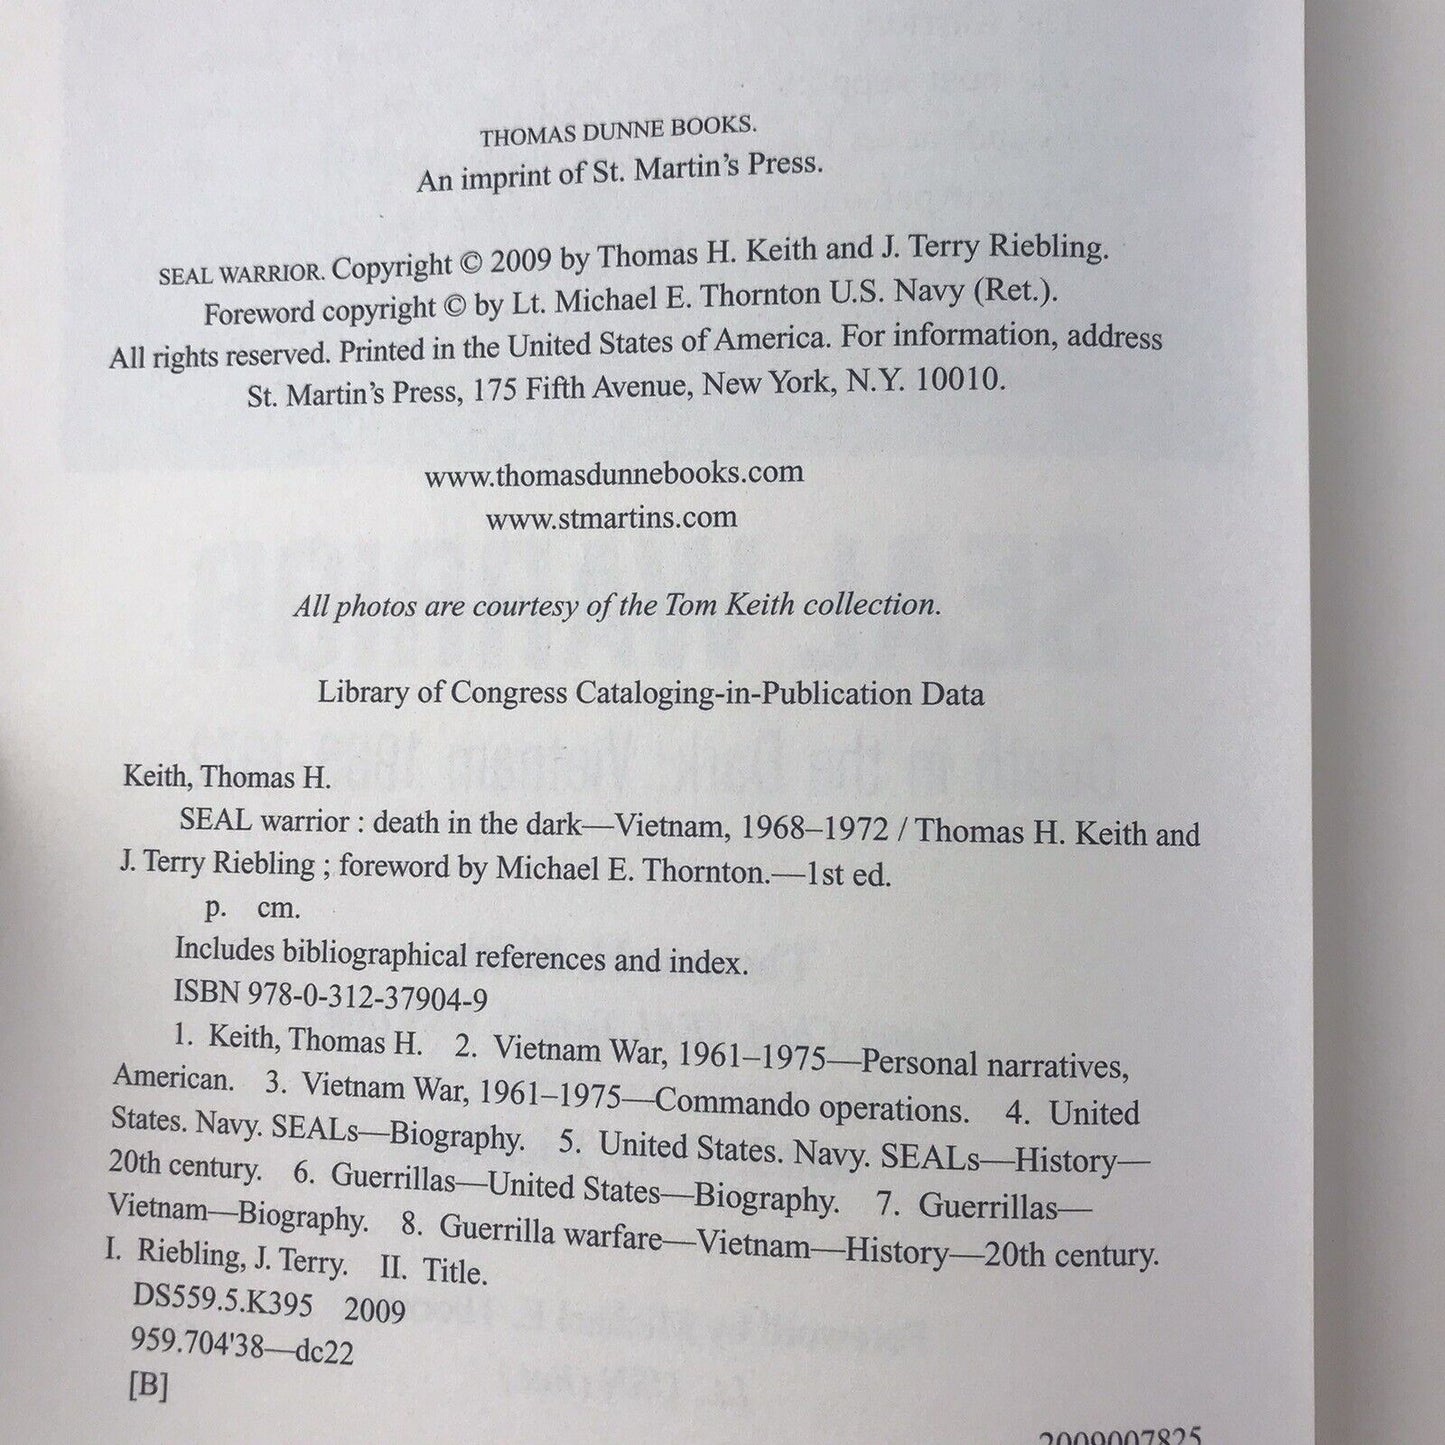 THOMAS DUNNE BOOKS.
An imprint of St. Martin's Press.
SEAL WARRIOR. Copyright © 2009 by Thomas H. Keith and J. Terry Riebling.
Foreword copyright © by Lt. Michael E. Thornton U.S. Navy (Ret.).
All rights reserved. Printed in the United States of America. For information, address
St. Martin's Press, 175 Fifth Avenue, New York, N.Y. 10010.
www.thomasdunnebooks.com
www.stmartins.com
All photos are courtesy of the Tom Keith collection.
Library of Congress Cataloging-in-Publication Data
Keith, Thomas H.
SEAL warrior : death in the dark—Vietnam, 1968–1972 / Thomas H. Keith and
J. Terry Riebling ; foreword by Michael E. Thornton.—1st ed.
p. cm.
Includes bibliographical references and index.
ISBN 978-0-312-37904-9
1. Keith, Thomas H. 2. Vietnam War, 1961–1975—Personal narratives,
American. 3. Vietnam War, 1961–1975—Commando operations. 4. United
States. Navy. SEALs—Biography. 5. United States. Navy. SEALs—History—
20th century. 6. Guerrillas—United States—Biography. 7. Guerrillas—
Vietnam—Biography. 8. Guerrilla warfare—Vietnam—History—20th century.
I. Riebling, J. Terry. II. Title.
DS559.5.K395 2009
959.704'38—dc22
[B]
2009007825